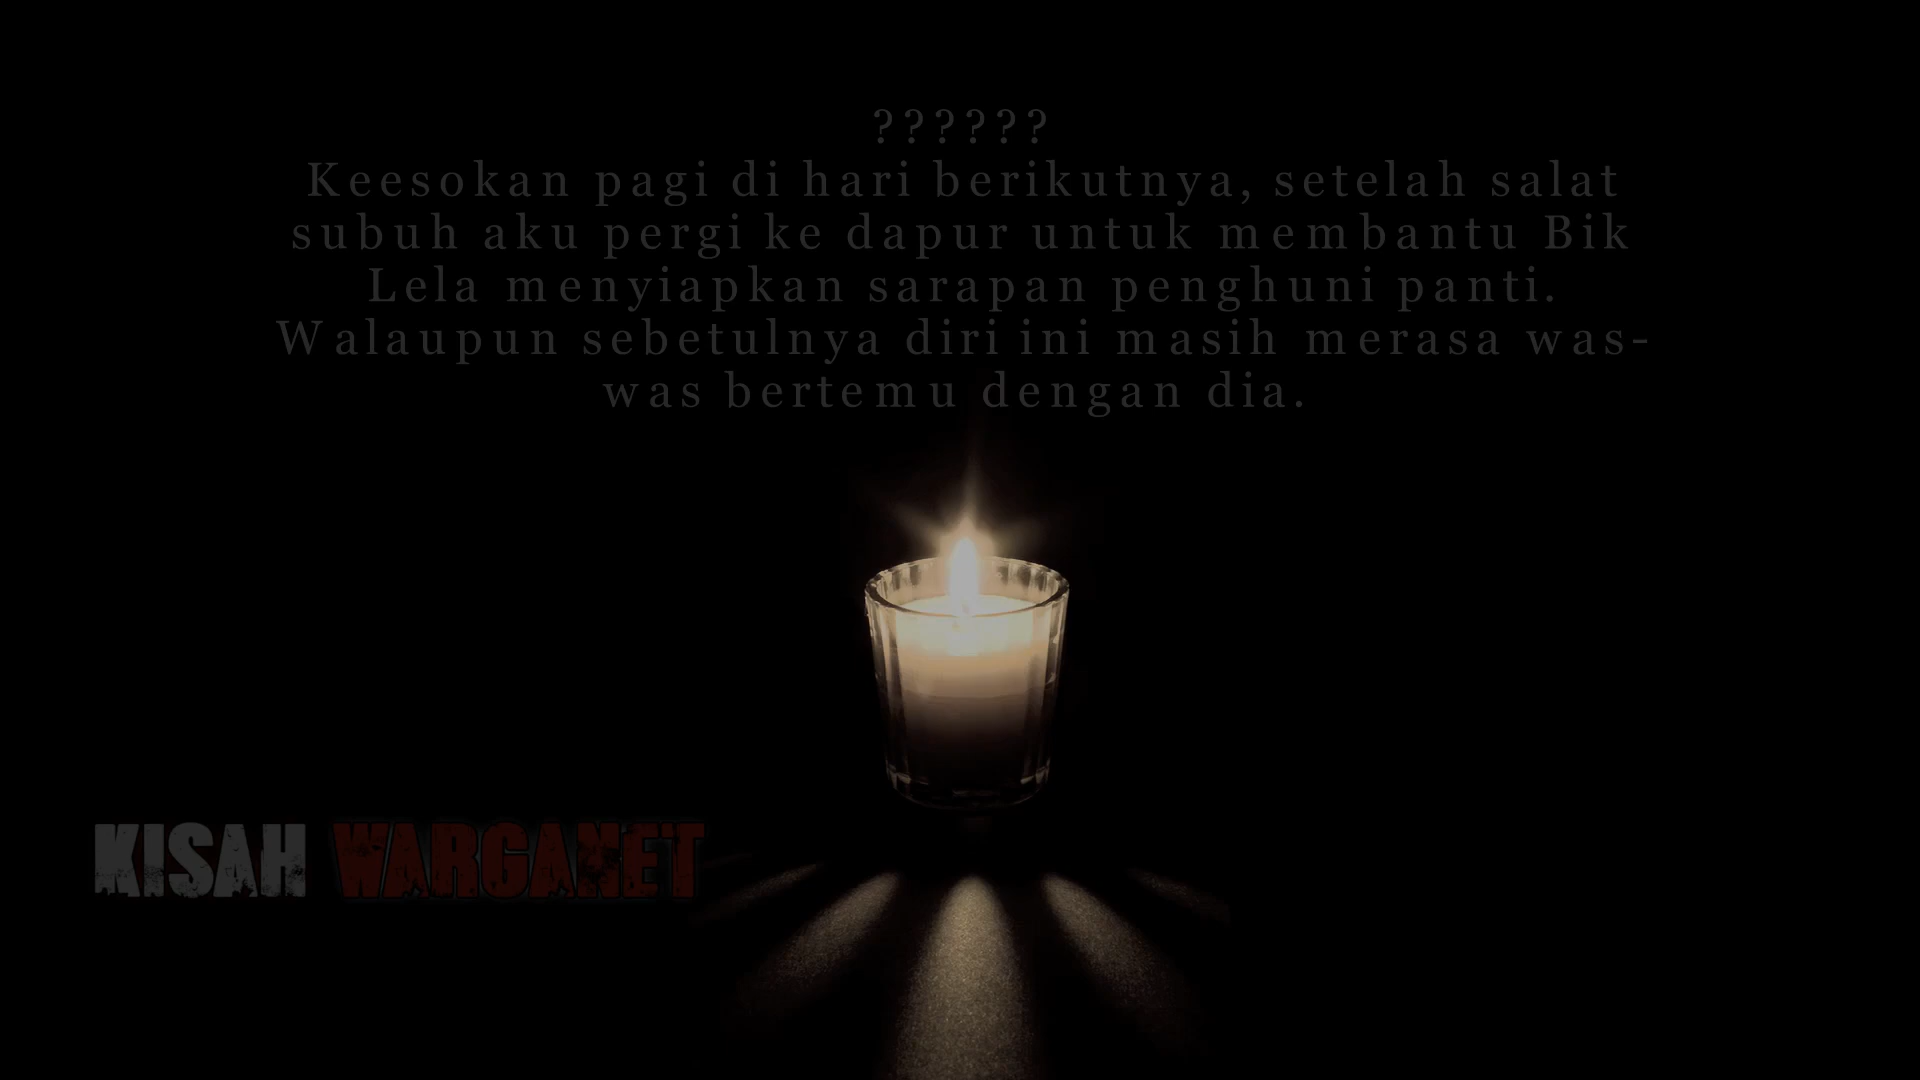 ??????
Keesokan pagi di hari berikutnya, setelah salat
subuh aku pergi ke dapur untuk membantu Bik
Lela menyiapkan sarapan penghuni panti.
Walaupun sebetulnya diri ini masih merasa was-
was bertemu dengan dia.
KISAH WARGANET